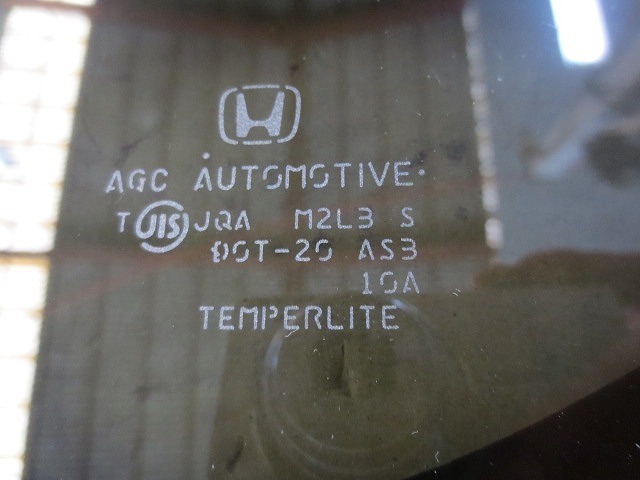 AGC AUTOMOTIVE
T JIS JQA M2L3 S
DOT-20 AS3
10A
TEMPERLITE